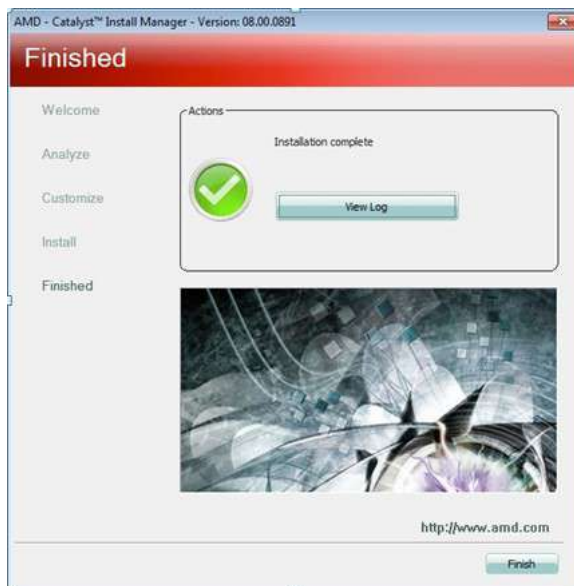 AMD - Catalyst™ Install Manager - Version: 08.00.0891
Finished
Welcome
Analyze
Customize
Install
Finished
Actions
Installation complete
View Log
http://www.amd.com
Finish